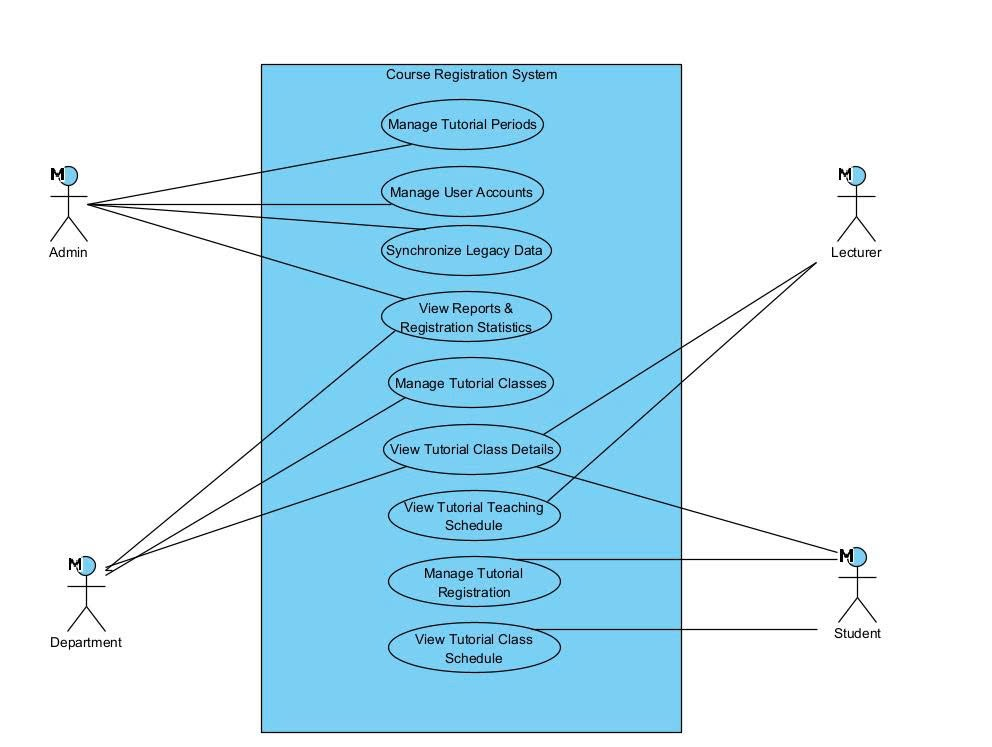 Course Registration System
Manage Tutorial Periods
M
Admin
Manage User Accounts
M
Lecturer
Synchronize Legacy Data
View Reports &
Registration Statistics
Manage Tutorial Classes
View Tutorial Class Details
View Tutorial Teaching
Schedule
M
Department
Manage Tutorial
Registration
M
Student
View Tutorial Class
Schedule